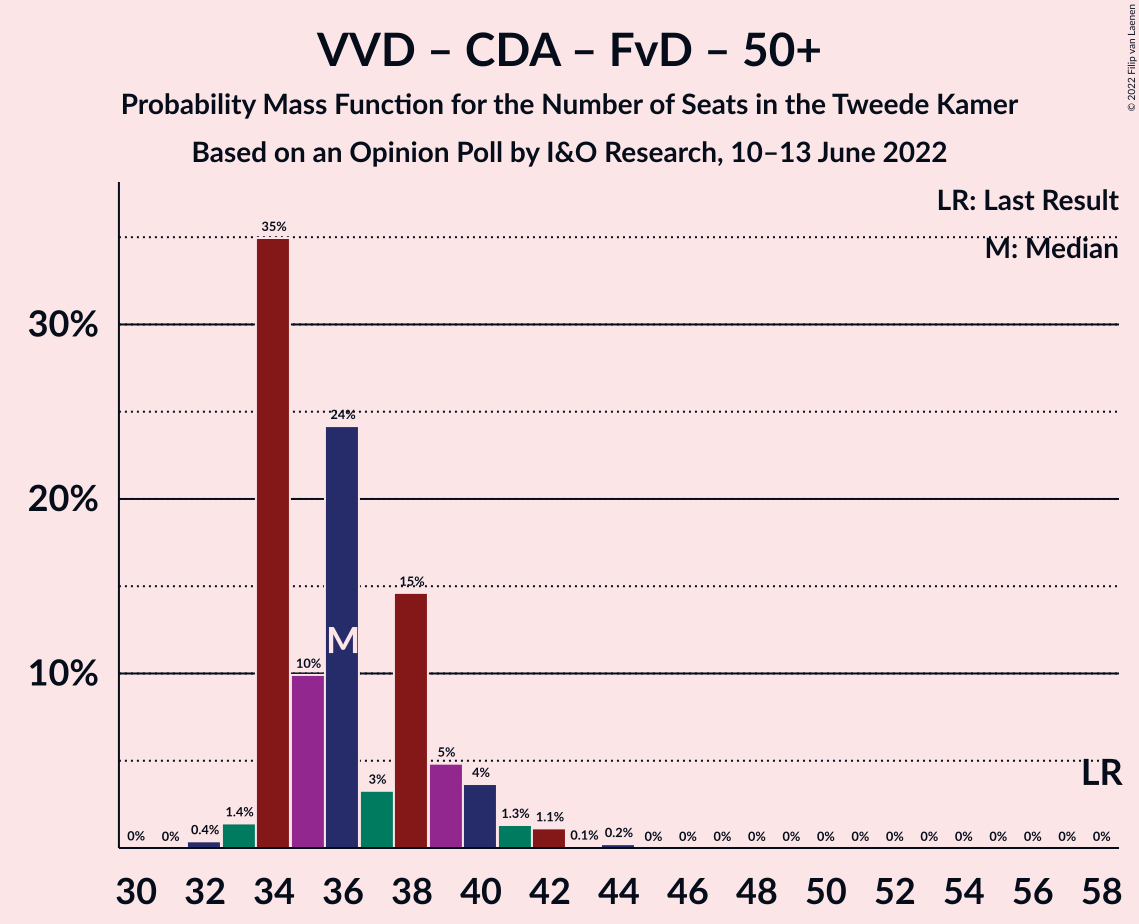 VVD – CDA – FvD – 50+
Probability Mass Function for the Number of Seats in the Tweede Kamer
Based on an Opinion Poll by I&O Research, 10–13 June 2022
© 2022 Filip van Laenen
LR: Last Result
M: Median
30%
20%
10%
0% 0% 0.4% 1.4% 35% 10% 24% 3% 15% 5% 4% 1.3% 1.1% 0.1% 0.2% 0% 0% 0% 0% 0% 0% 0% 0% 0% 0% 0% 0% 0% 0%
M
LR
30 32 34 36 38 40 42 44 46 48 50 52 54 56 58